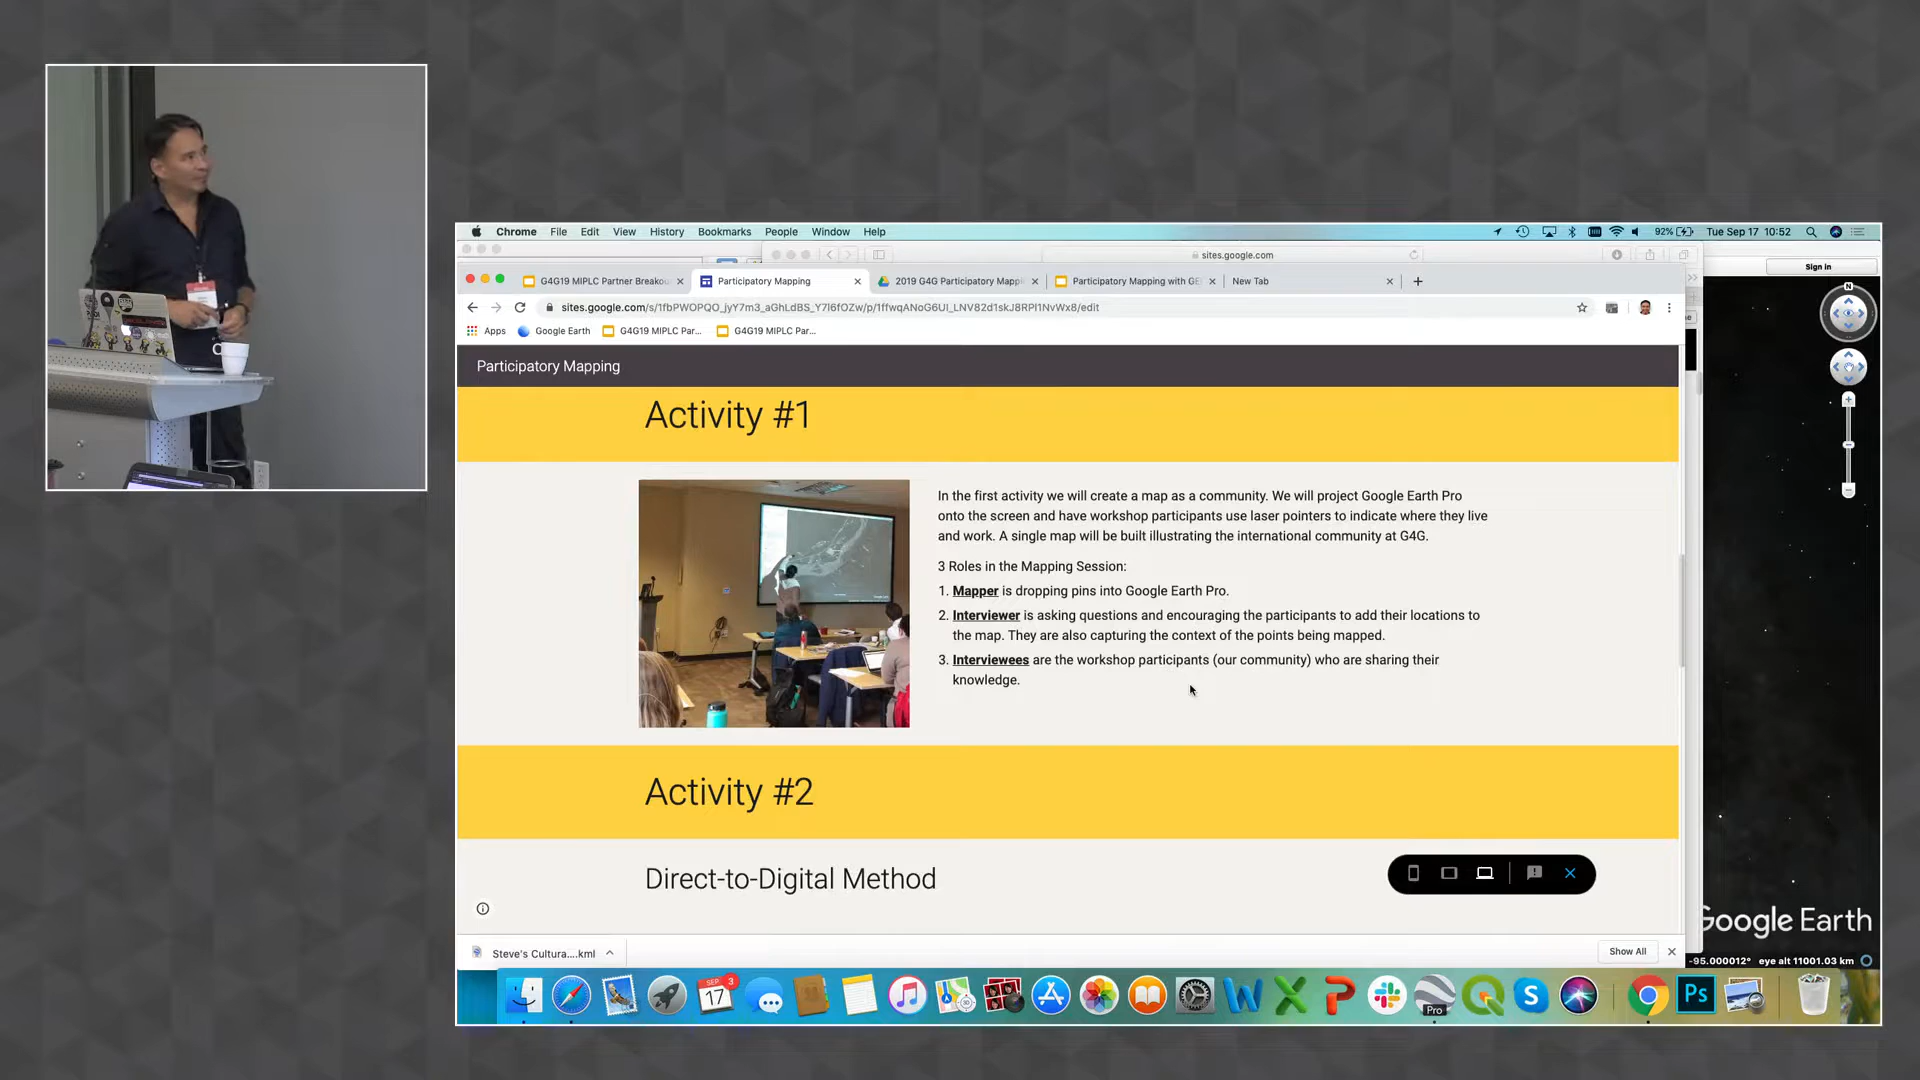 Chrome File Edit View History Bookmarks People Window Help
92% Tue Sep 17 10:52
sites.google.com
G4G19 MIPLC Partner Breakou
Participatory Mapping
2019 G4G Participatory Mappi
Participatory Mapping with GE
New Tab
Sign in
N
sites.google.com/s/1fbPWOPQO_jyY7m3_aGhLdBS_Y7l6fOZw/p/1ffwqANoG6UI_LNV82d1skJ8RPl1NvWx8/edit
Apps
Google Earth
G4G19 MIPLC Par...
G4G19 MIPLC Par...
Participatory Mapping
Activity #1
In the first activity we will create a map as a community. We will project Google Earth Pro
onto the screen and have workshop participants use laser pointers to indicate where they live
and work. A single map will be built illustrating the international community at G4G.
3 Roles in the Mapping Session:
1. Mapper is dropping pins into Google Earth Pro.
2. Interviewer is asking questions and encouraging the participants to add their locations to
the map. They are also capturing the context of the points being mapped.
3. Interviewees are the workshop participants (our community) who are sharing their
knowledge.
Activity #2
Direct-to-Digital Method
Google Earth
Steve's Cultura....kml
Show All
-95.000012° eye alt 11001.03 km
SEP
17
3
Pro
Ps